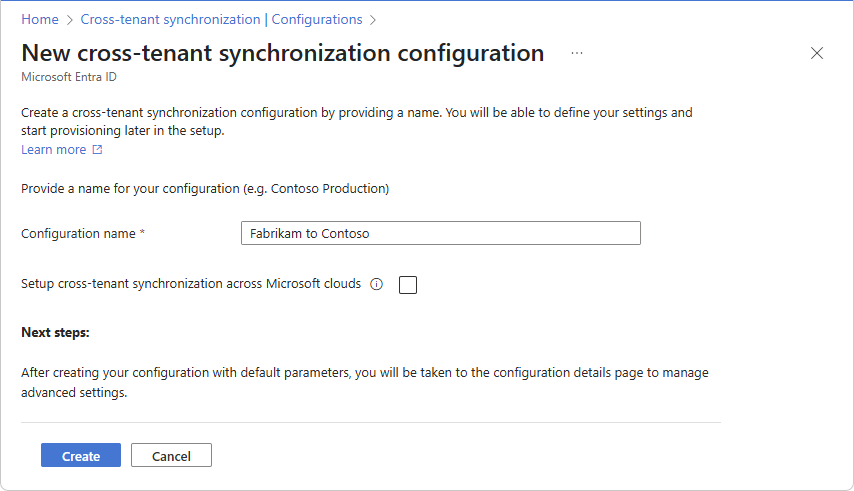 Home > Cross-tenant synchronization | Configurations >
New cross-tenant synchronization configuration ...
Microsoft Entra ID
Create a cross-tenant synchronization configuration by providing a name. You will be able to define your settings and
start provisioning later in the setup.
Learn more
Provide a name for your configuration (e.g. Contoso Production)
Configuration name * Fabrikam to Contoso
Setup cross-tenant synchronization across Microsoft clouds
Next steps:
After creating your configuration with default parameters, you will be taken to the configuration details page to manage
advanced settings.
Create Cancel